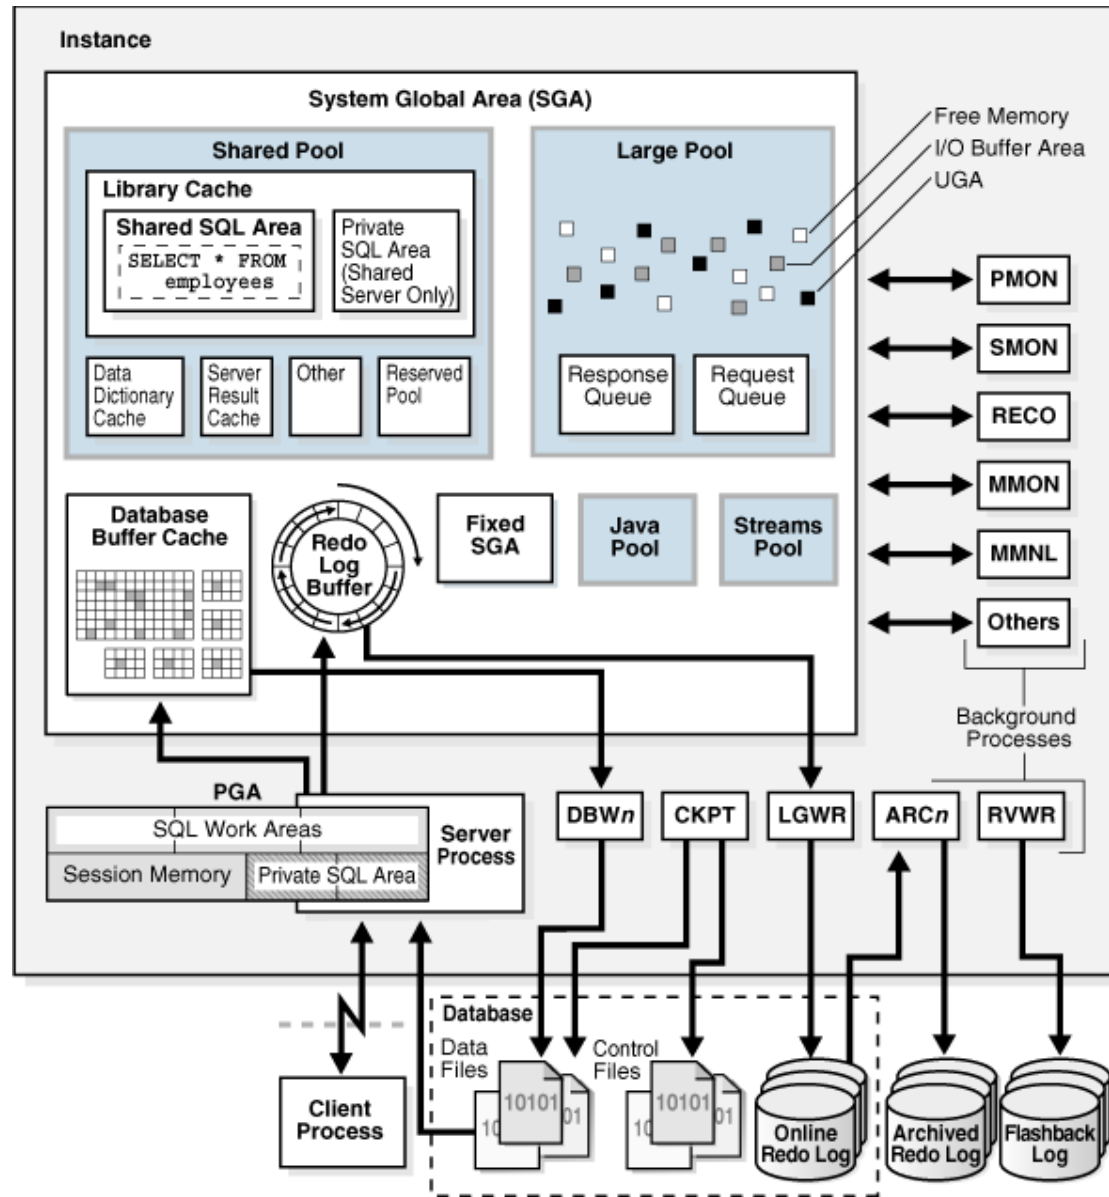 Instance
System Global Area (SGA)
Shared Pool
Library Cache
Shared SQL Area
SELECT * FROM
employees
Private
SQL Area
(Shared
Server Only)
Data
Dictionary
Cache
Server
Result
Cache
Other
Reserved
Pool
Large Pool
Response
Queue
Request
Queue
Free Memory
I/O Buffer Area
UGA
PMON
SMON
RECO
MMON
MMNL
Others
Background
Processes
Database
Buffer Cache
Redo
Log
Buffer
Fixed
SGA
Java
Pool
Streams
Pool
PGA
SQL Work Areas
Session Memory
Private SQL Area
Server
Process
DBWn
CKPT
LGWR
ARCn
RVWR
Client
Process
Database
Data
Files
10101
10
01
Control
Files
10101
10
01
Online
Redo Log
Archived
Redo Log
Flashback
Log